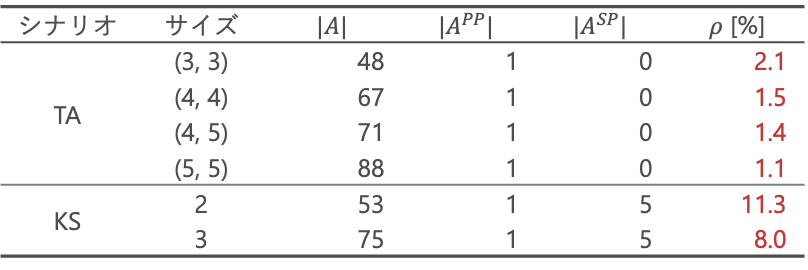 シナリオ サイズ |A| |A^{PP}| |A^{SP}| ρ [%]
(3, 3) 48 1 0 2.1
(4, 4) 67 1 0 1.5
TA
(4, 5) 71 1 0 1.4
(5, 5) 88 1 0 1.1
2 53 1 5 11.3
KS
3 75 1 5 8.0